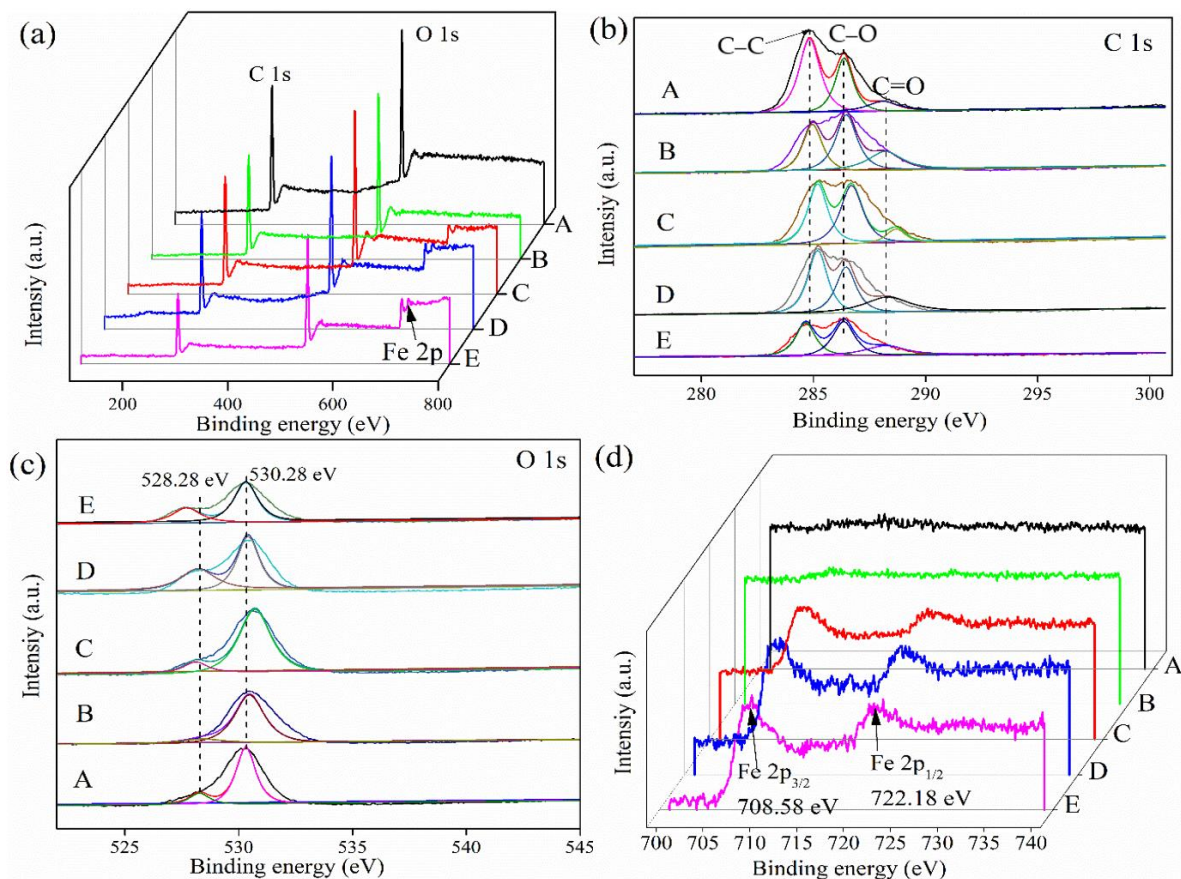 (a)
O 1s
C 1s
A
B
C
D
E
Fe 2p
Intensiy (a.u.)
200 400 600 800
Binding energy (eV)
(b)
C 1s
C–C
C–O
C=O
A
B
C
D
E
Intensiy (a.u.)
280 285 290 295 300
Binding energy (eV)
(c)
O 1s
528.28 eV
530.28 eV
E
D
C
B
A
Intensiy (a.u.)
525 530 535 540 545
Binding energy (eV)
(d)
A
B
C
D
E
Fe 2p3/2
708.58 eV
Fe 2p1/2
722.18 eV
Intensiy (a.u.)
700 705 710 715 720 725 730 735 740
Binding energy (eV)